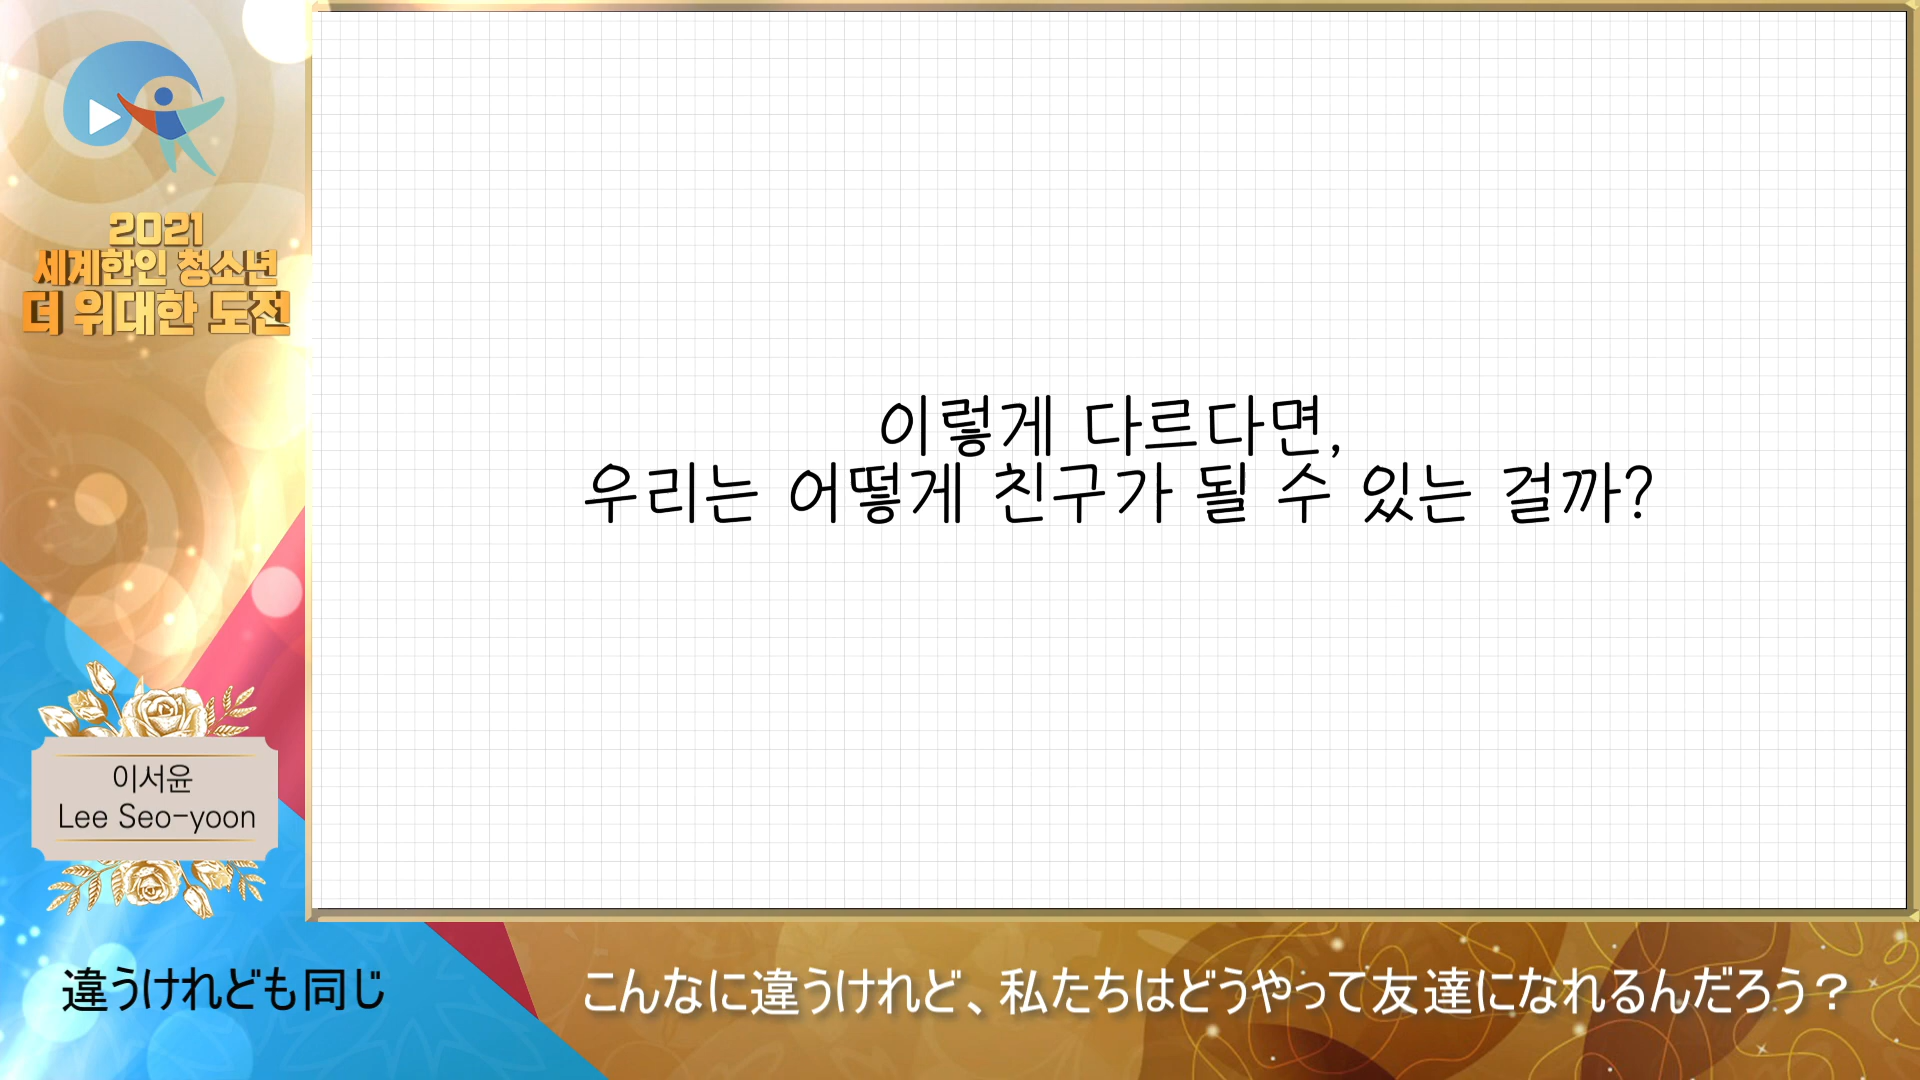 2021
세계한인 청소년
더 위대한 도전
이렇게 다르다면,
우리는 어떻게 친구가 될 수 있는 걸까?
이서윤
Lee Seo-yoon
違うけれども同じ
こんなに違うけれど、私たちはどうやって友達になれるんだろう？